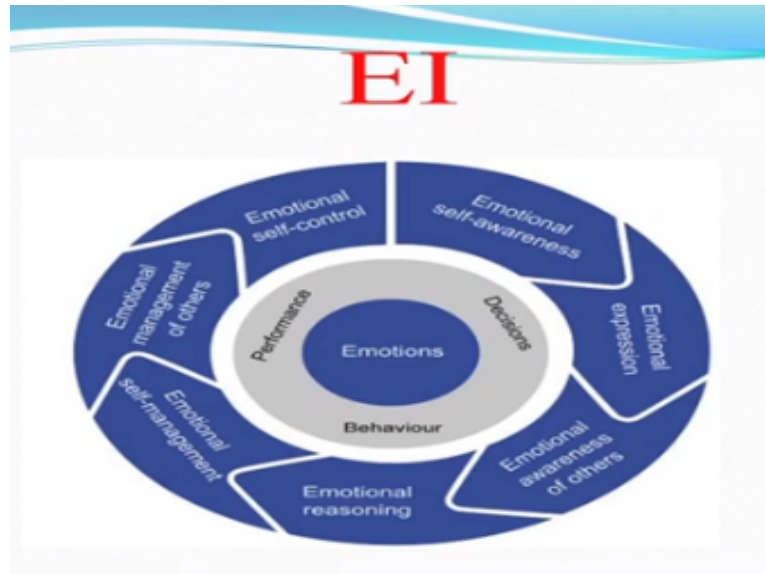 EI
Emotional
self-awareness
Emotional
expression
Emotional
awareness
of others
Emotional
reasoning
Emotional
self-management
Emotional
management
of others
Emotional
self-control
Performance
Decisions
Behaviour
Emotions